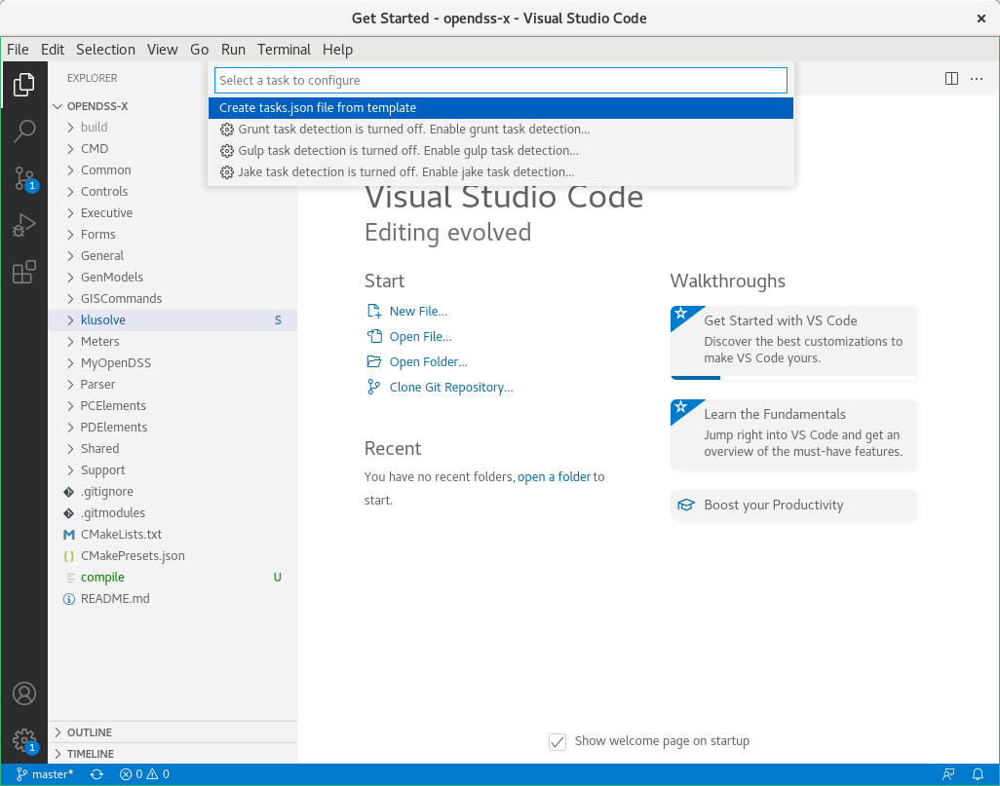 Get Started - opendss-x - Visual Studio Code
File Edit Selection View Go Run Terminal Help
EXPLORER
Select a task to configure
Create tasks.json file from template
Grunt task detection is turned off. Enable grunt task detection...
Gulp task detection is turned off. Enable gulp task detection...
Jake task detection is turned off. Enable jake task detection...
OPENDSS-X
build
CMD
Common
Controls
Executive
Forms
General
GenModels
GISCommands
klusolve S
Meters
MyOpenDSS
Parser
PCElements
PDElements
Shared
Support
.gitignore
.gitmodules
CMakeLists.txt
CMakePresets.json
compile U
README.md
OUTLINE
TIMELINE
1
1
Visual Studio Code
Editing evolved
Start
New File...
Open File...
Open Folder...
Clone Git Repository...
Recent
You have no recent folders, open a folder to
start.
Walkthroughs
Get Started with VS Code
Discover the best customizations to
make VS Code yours.
Learn the Fundamentals
Jump right into VS Code and get an
overview of the must-have features.
Boost your Productivity
Show welcome page on startup
master* 0 0